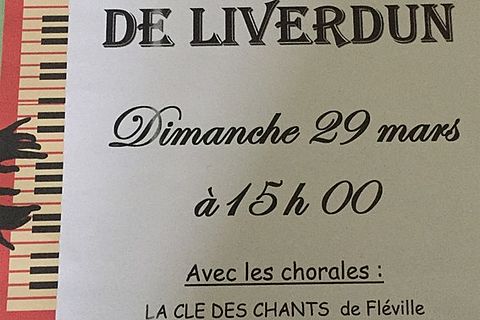 DE LIVERDUN
Dimanche 29 mars
à 15 h 00
Avec les chorales :
LA CLE DES CHANTS de Fléville